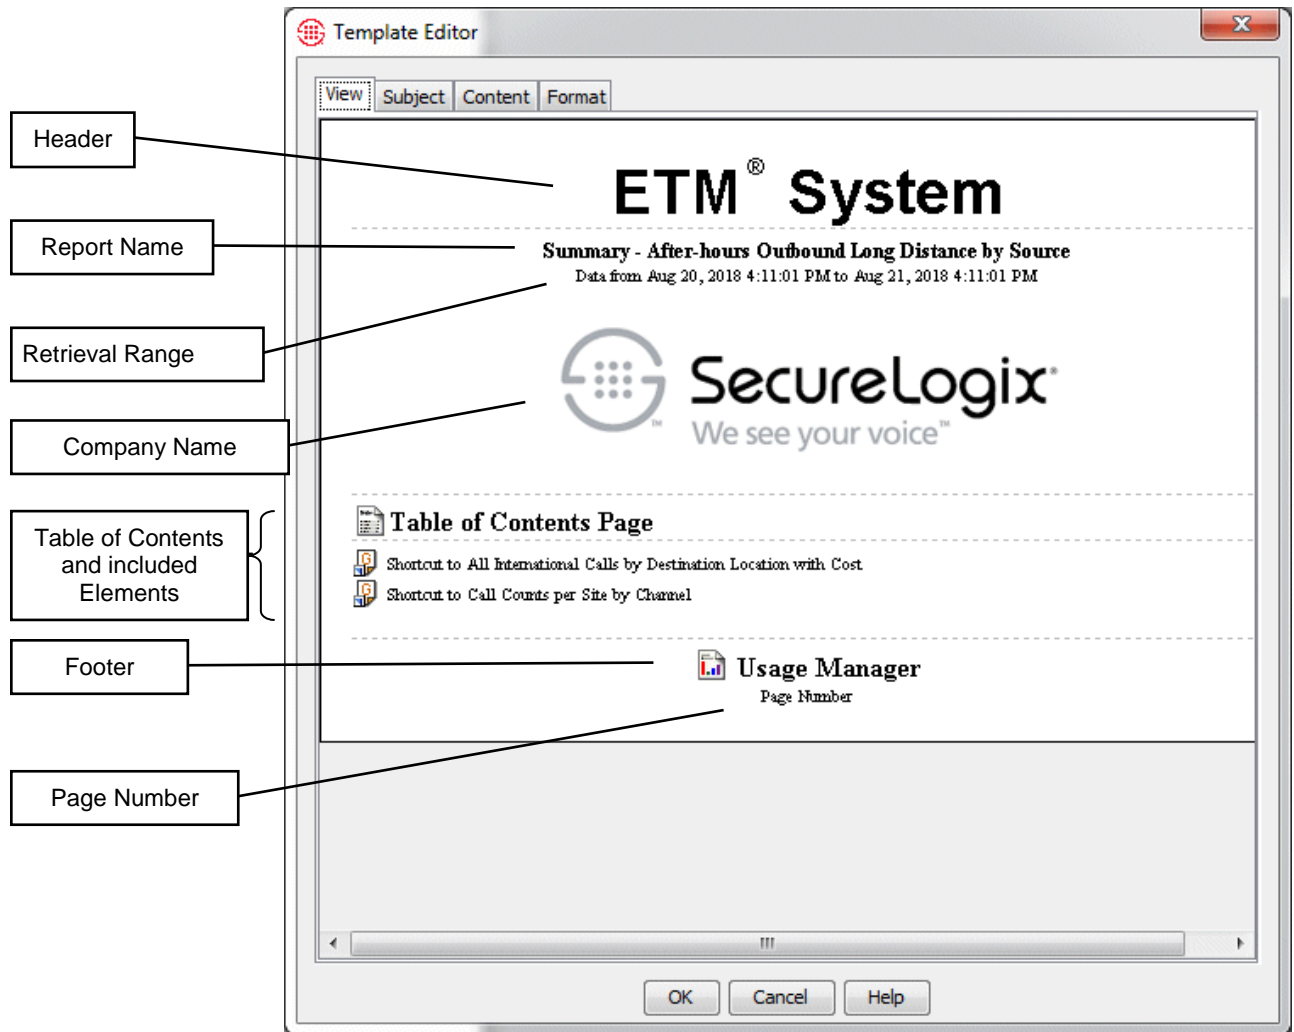 Template Editor
X
View Subject Content Format
Header
ETM® System
Report Name
Summary - After-hours Outbound Long Distance by Source
Data from Aug 20, 2018 4:11:01 PM to Aug 21, 2018 4:11:01 PM
Retrieval Range
SecureLogix®
We see your voice™
TM
Company Name
Table of Contents
and included
Elements
Table of Contents Page
Shortcut to All International Calls by Destination Location with Cost
Shortcut to Call Counts per Site by Channel
Footer
Usage Manager
Page Number
Page Number
OK Cancel Help